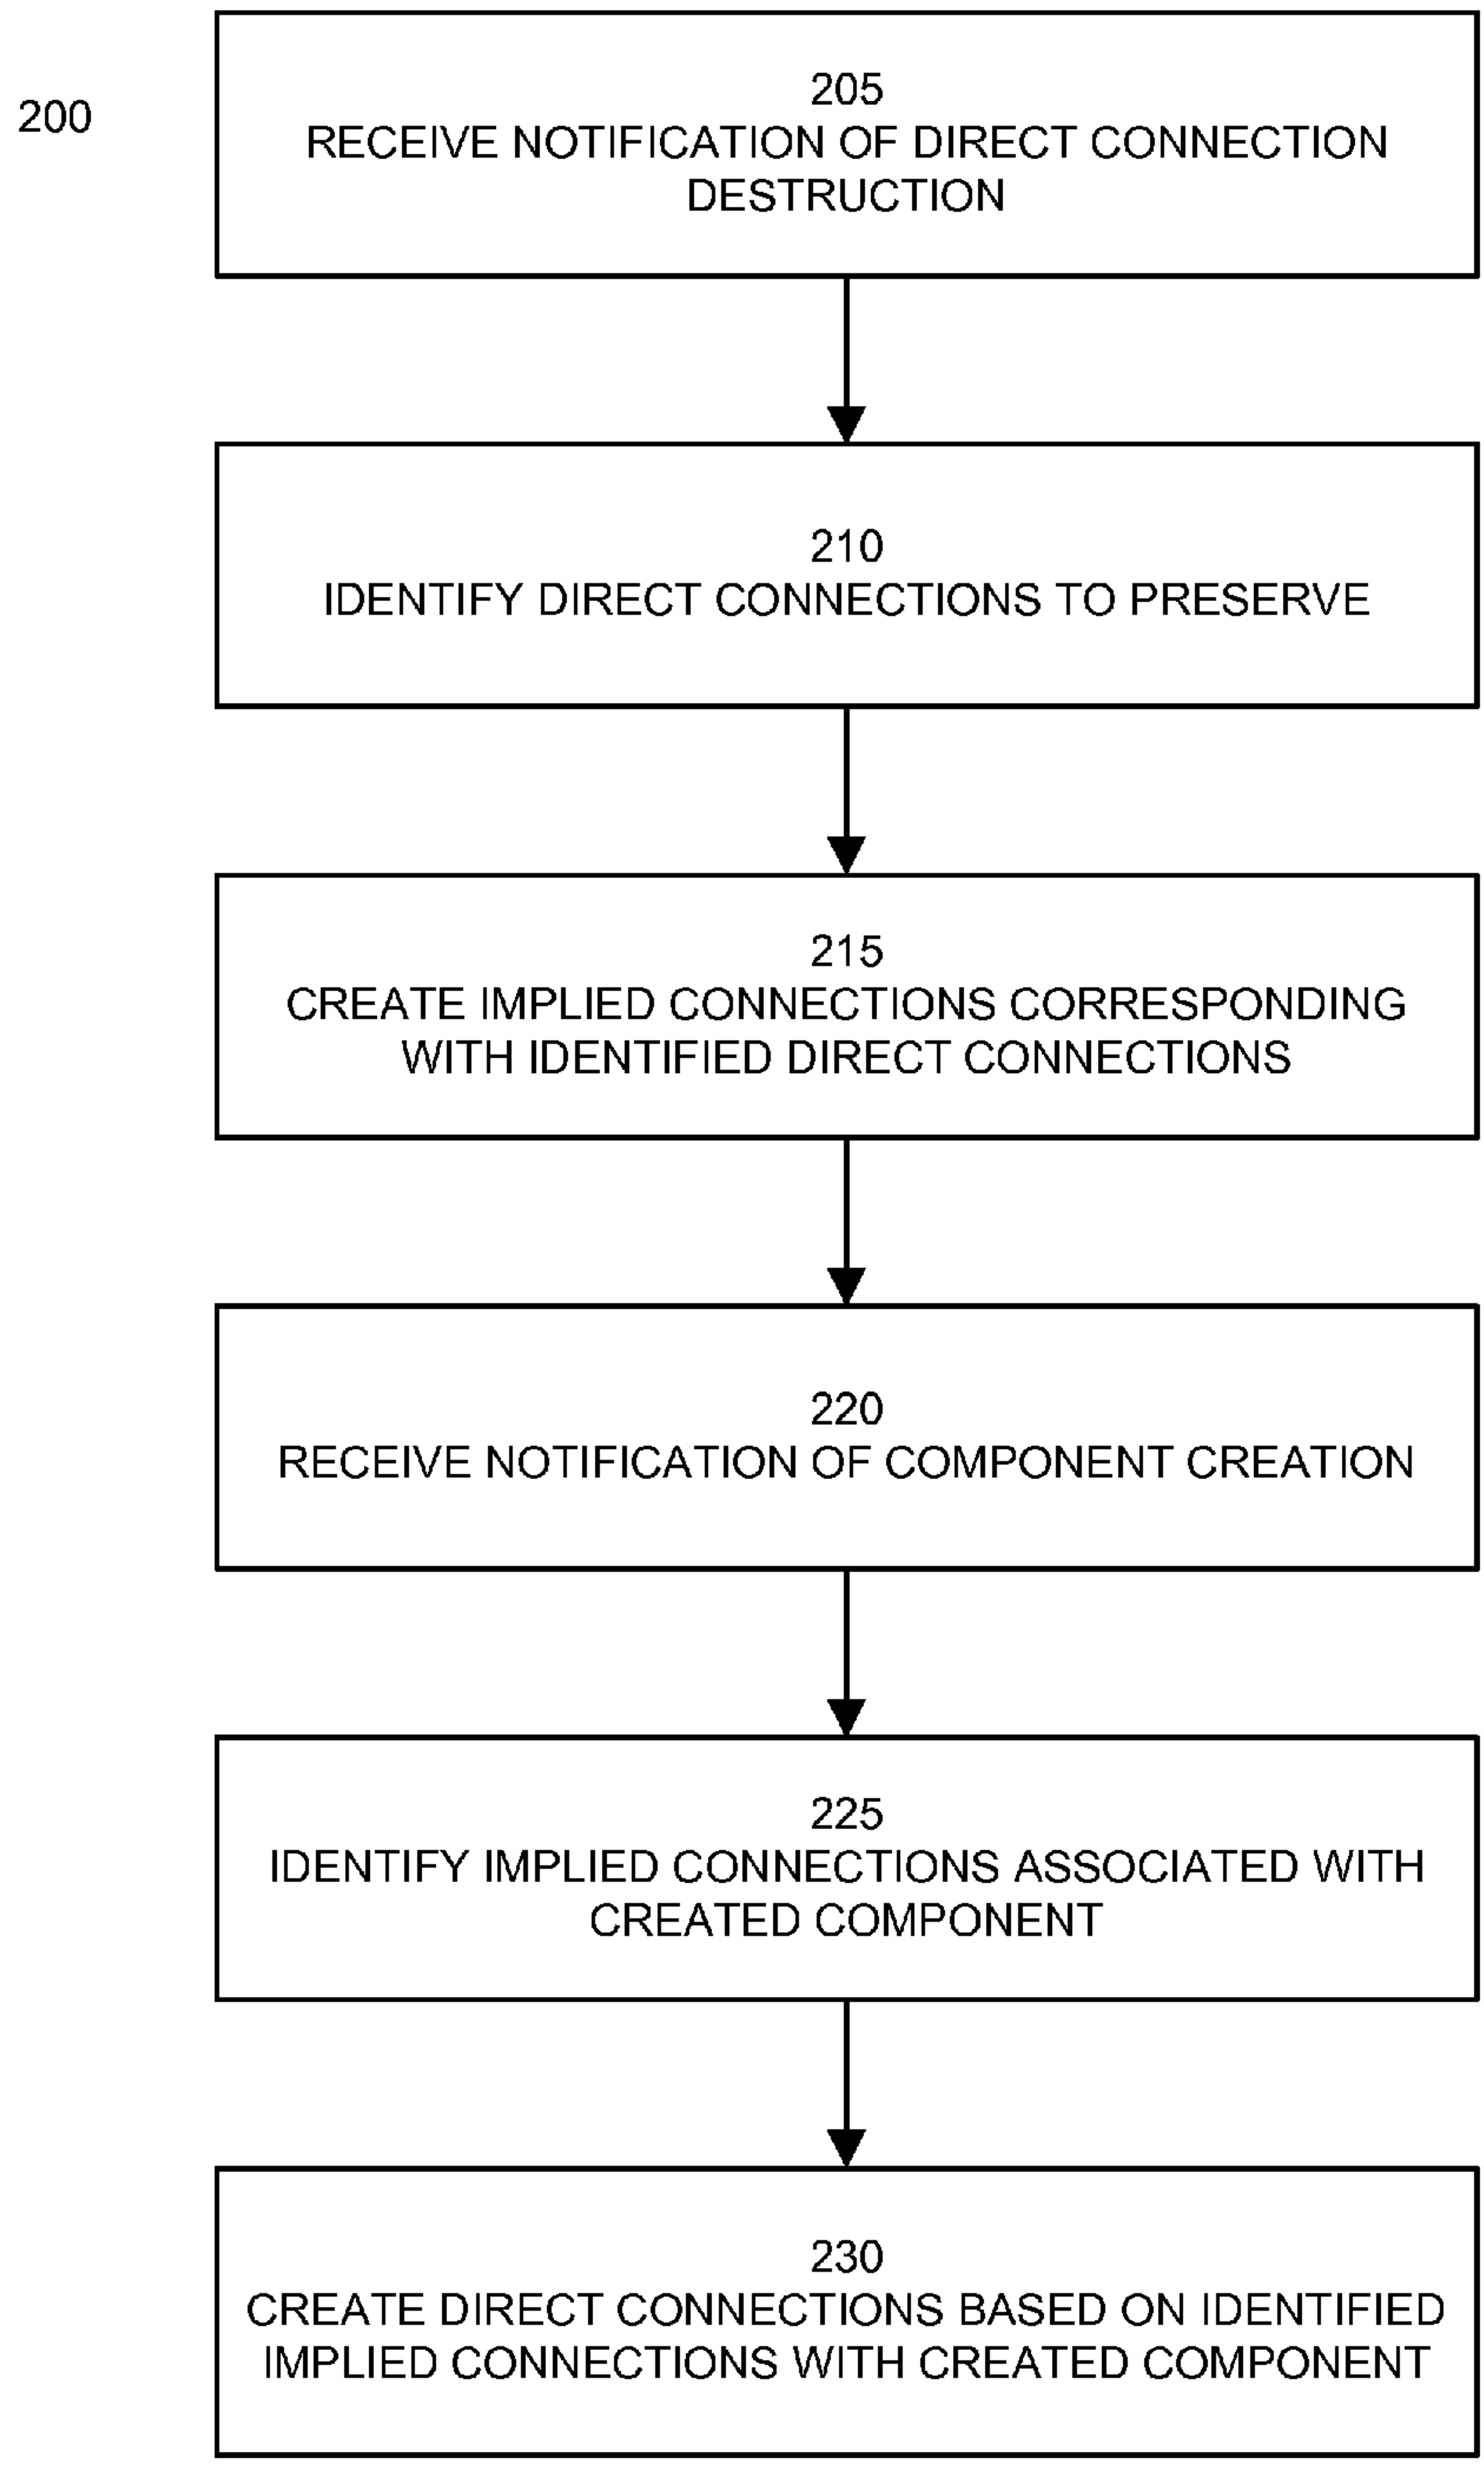 200
205
RECEIVE NOTIFICATION OF DIRECT CONNECTION
DESTRUCTION
210
IDENTIFY DIRECT CONNECTIONS TO PRESERVE
215
CREATE IMPLIED CONNECTIONS CORRESPONDING
WITH IDENTIFIED DIRECT CONNECTIONS
220
RECEIVE NOTIFICATION OF COMPONENT CREATION
225
IDENTIFY IMPLIED CONNECTIONS ASSOCIATED WITH
CREATED COMPONENT
230
CREATE DIRECT CONNECTIONS BASED ON IDENTIFIED
IMPLIED CONNECTIONS WITH CREATED COMPONENT